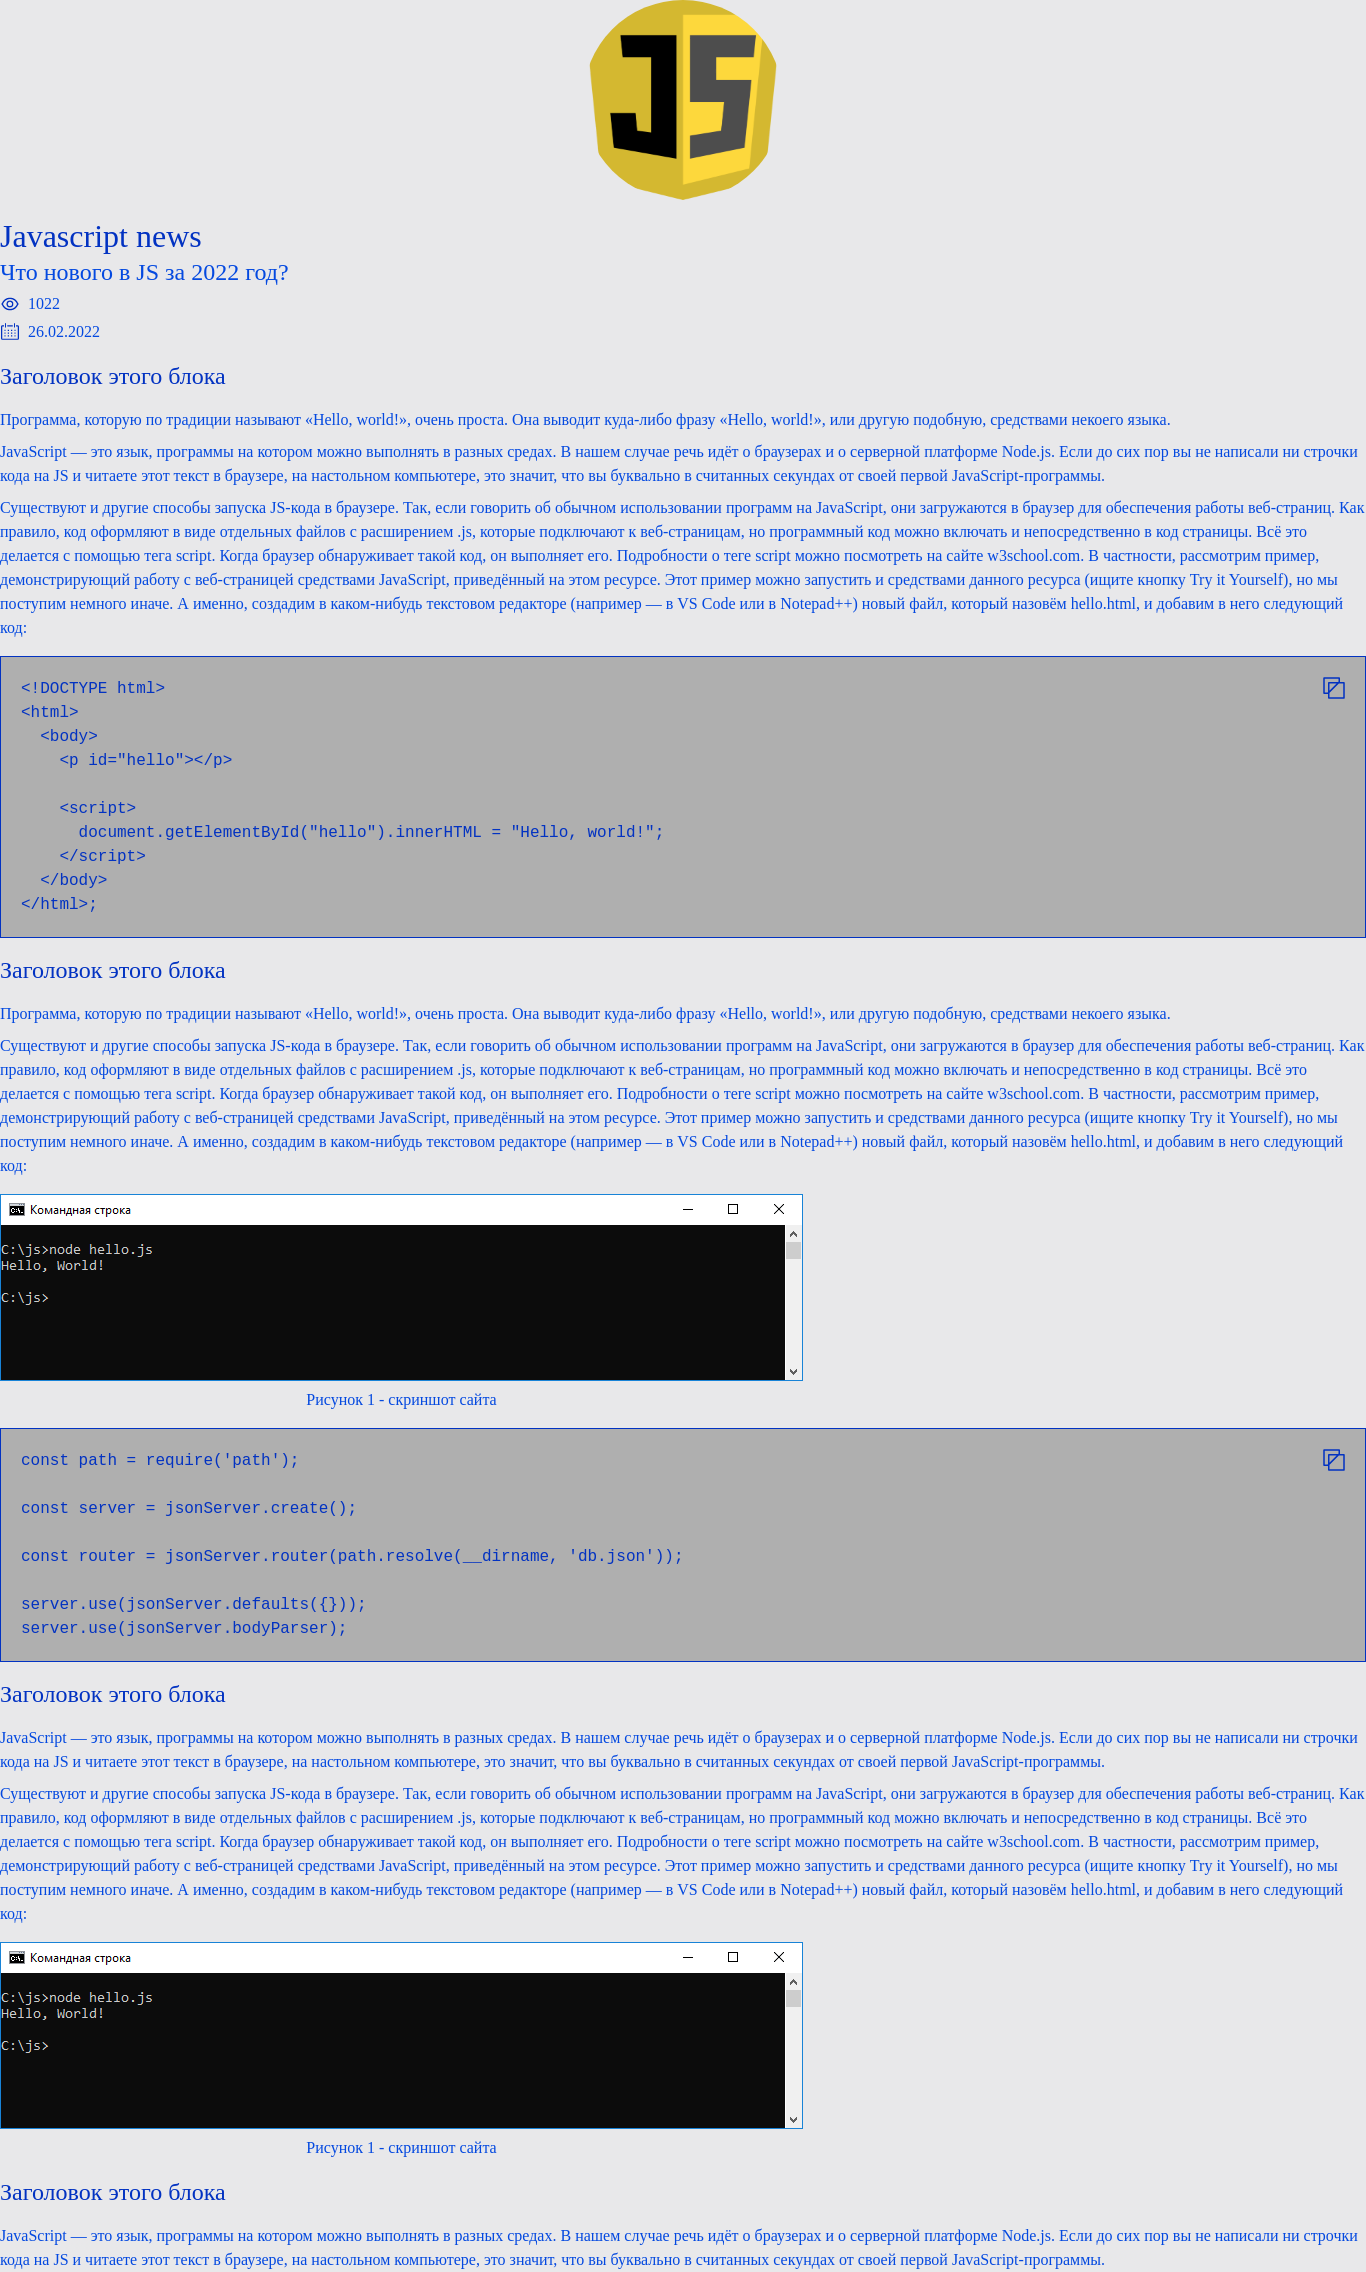 JS
Javascript news
Что нового в JS за 2022 год?
1022
26.02.2022
Заголовок этого блока
Программа, которую по традиции называют «Hello, world!», очень проста. Она выводит куда-либо фразу «Hello, world!», или другую подобную, средствами некоего языка.
JavaScript — это язык, программы на котором можно выполнять в разных средах. В нашем случае речь идёт о браузерах и о серверной платформе Node.js. Если до сих пор вы не написали ни строчки
кода на JS и читаете этот текст в браузере, на настольном компьютере, это значит, что вы буквально в считанных секундах от своей первой JavaScript-программы.
Существуют и другие способы запуска JS-кода в браузере. Так, если говорить об обычном использовании программ на JavaScript, они загружаются в браузер для обеспечения работы веб-страниц. Как
правило, код оформляют в виде отдельных файлов с расширением .js, которые подключают к веб-страницам, но программный код можно включать и непосредственно в код страницы. Всё это
делается с помощью тега script. Когда браузер обнаруживает такой код, он выполняет его. Подробности о теге script можно посмотреть на сайте w3school.com. В частности, рассмотрим пример,
демонстрирующий работу с веб-страницей средствами JavaScript, приведённый на этом ресурсе. Этот пример можно запустить и средствами данного ресурса (ищите кнопку Try it Yourself), но мы
поступим немного иначе. А именно, создадим в каком-нибудь текстовом редакторе (например — в VS Code или в Notepad++) новый файл, который назовём hello.html, и добавим в него следующий
код:
<!DOCTYPE html>
<html>
  <body>
    <p id="hello"></p>
    <script>
      document.getElementById("hello").innerHTML = "Hello, world!";
    </script>
  </body>
</html>;
Заголовок этого блока
Программа, которую по традиции называют «Hello, world!», очень проста. Она выводит куда-либо фразу «Hello, world!», или другую подобную, средствами некоего языка.
Существуют и другие способы запуска JS-кода в браузере. Так, если говорить об обычном использовании программ на JavaScript, они загружаются в браузер для обеспечения работы веб-страниц. Как
правило, код оформляют в виде отдельных файлов с расширением .js, которые подключают к веб-страницам, но программный код можно включать и непосредственно в код страницы. Всё это
делается с помощью тега script. Когда браузер обнаруживает такой код, он выполняет его. Подробности о теге script можно посмотреть на сайте w3school.com. В частности, рассмотрим пример,
демонстрирующий работу с веб-страницей средствами JavaScript, приведённый на этом ресурсе. Этот пример можно запустить и средствами данного ресурса (ищите кнопку Try it Yourself), но мы
поступим немного иначе. А именно, создадим в каком-нибудь текстовом редакторе (например — в VS Code или в Notepad++) новый файл, который назовём hello.html, и добавим в него следующий
код:
Командная строка
C:\js>node hello.js
Hello, World!
C:\js>
Рисунок 1 - скриншот сайта
const path = require('path');
const server = jsonServer.create();
const router = jsonServer.router(path.resolve(__dirname, 'db.json'));
server.use(jsonServer.defaults({}));
server.use(jsonServer.bodyParser);
Заголовок этого блока
JavaScript — это язык, программы на котором можно выполнять в разных средах. В нашем случае речь идёт о браузерах и о серверной платформе Node.js. Если до сих пор вы не написали ни строчки
кода на JS и читаете этот текст в браузере, на настольном компьютере, это значит, что вы буквально в считанных секундах от своей первой JavaScript-программы.
Существуют и другие способы запуска JS-кода в браузере. Так, если говорить об обычном использовании программ на JavaScript, они загружаются в браузер для обеспечения работы веб-страниц. Как
правило, код оформляют в виде отдельных файлов с расширением .js, которые подключают к веб-страницам, но программный код можно включать и непосредственно в код страницы. Всё это
делается с помощью тега script. Когда браузер обнаруживает такой код, он выполняет его. Подробности о теге script можно посмотреть на сайте w3school.com. В частности, рассмотрим пример,
демонстрирующий работу с веб-страницей средствами JavaScript, приведённый на этом ресурсе. Этот пример можно запустить и средствами данного ресурса (ищите кнопку Try it Yourself), но мы
поступим немного иначе. А именно, создадим в каком-нибудь текстовом редакторе (например — в VS Code или в Notepad++) новый файл, который назовём hello.html, и добавим в него следующий
код:
Командная строка
C:\js>node hello.js
Hello, World!
C:\js>
Рисунок 1 - скриншот сайта
Заголовок этого блока
JavaScript — это язык, программы на котором можно выполнять в разных средах. В нашем случае речь идёт о браузерах и о серверной платформе Node.js. Если до сих пор вы не написали ни строчки
кода на JS и читаете этот текст в браузере, на настольном компьютере, это значит, что вы буквально в считанных секундах от своей первой JavaScript-программы.